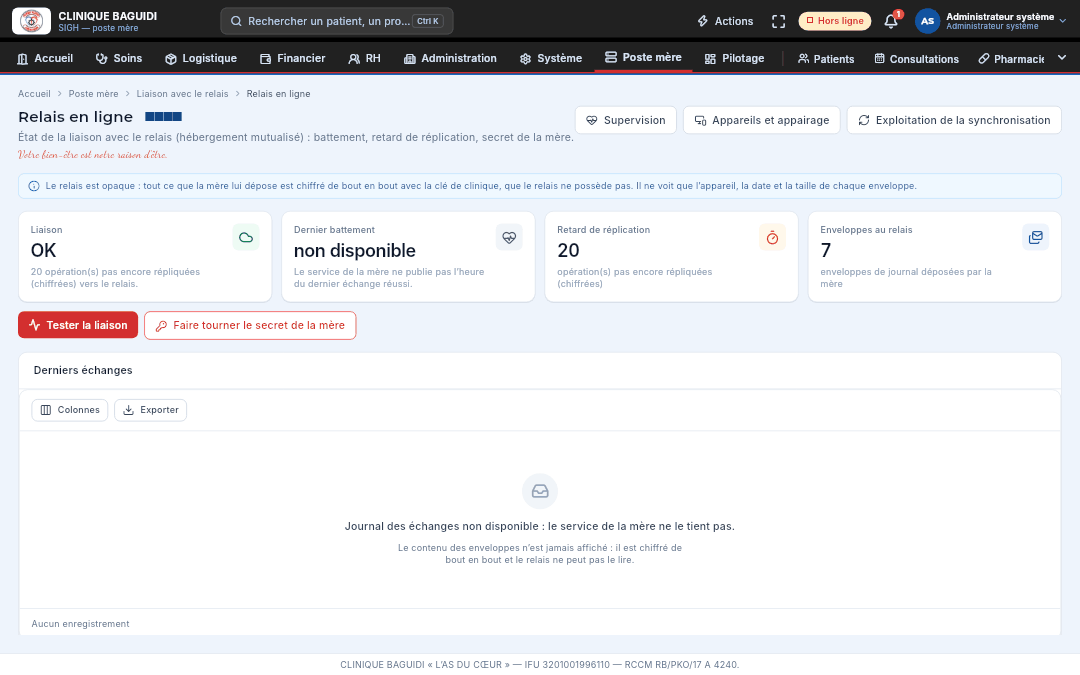 CLINIQUE BAGUIDI
SIGH — poste mère
Rechercher un patient, un pro... Ctrl K
Actions
Hors ligne
1
AS
Administrateur système
Administrateur système
Accueil Soins Logistique Financier RH Administration Système Poste mère Pilotage Patients Consultations Pharmacie
Accueil > Poste mère > Liaison avec le relais > Relais en ligne
Relais en ligne
État de la liaison avec le relais (hébergement mutualisé) : battement, retard de réplication, secret de la mère.
Votre bien-être est notre raison d'être.
Supervision
Appareils et appairage
Exploitation de la synchronisation
Le relais est opaque : tout ce que la mère lui dépose est chiffré de bout en bout avec la clé de clinique, que le relais ne possède pas. Il ne voit que l'appareil, la date et la taille de chaque enveloppe.
Liaison
OK
20 opération(s) pas encore répliquées
(chiffrées) vers le relais.
Dernier battement
non disponible
Le service de la mère ne publie pas l'heure
du dernier échange réussi.
Retard de réplication
20
opération(s) pas encore répliquées
(chiffrées)
Enveloppes au relais
7
enveloppes de journal déposées par la
mère
Tester la liaison
Faire tourner le secret de la mère
Derniers échanges
Colonnes
Exporter
Journal des échanges non disponible : le service de la mère ne le tient pas.
Le contenu des enveloppes n'est jamais affiché : il est chiffré de
bout en bout et le relais ne peut pas le lire.
Aucun enregistrement
CLINIQUE BAGUIDI « L'AS DU CŒUR » — IFU 3201001996110 — RCCM RB/PKO/17 A 4240.